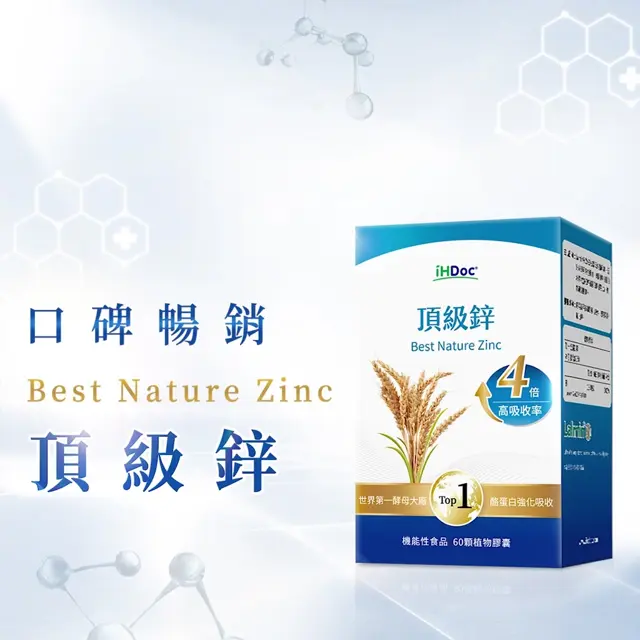 口碑暢銷
Best Nature Zinc
頂級鋅
iHDoc®
頂級鋅
Best Nature Zinc
4倍
高吸收率
世界第一酵母大廠
Top 1
酪蛋白強化吸收
機能性食品 60顆植物膠囊